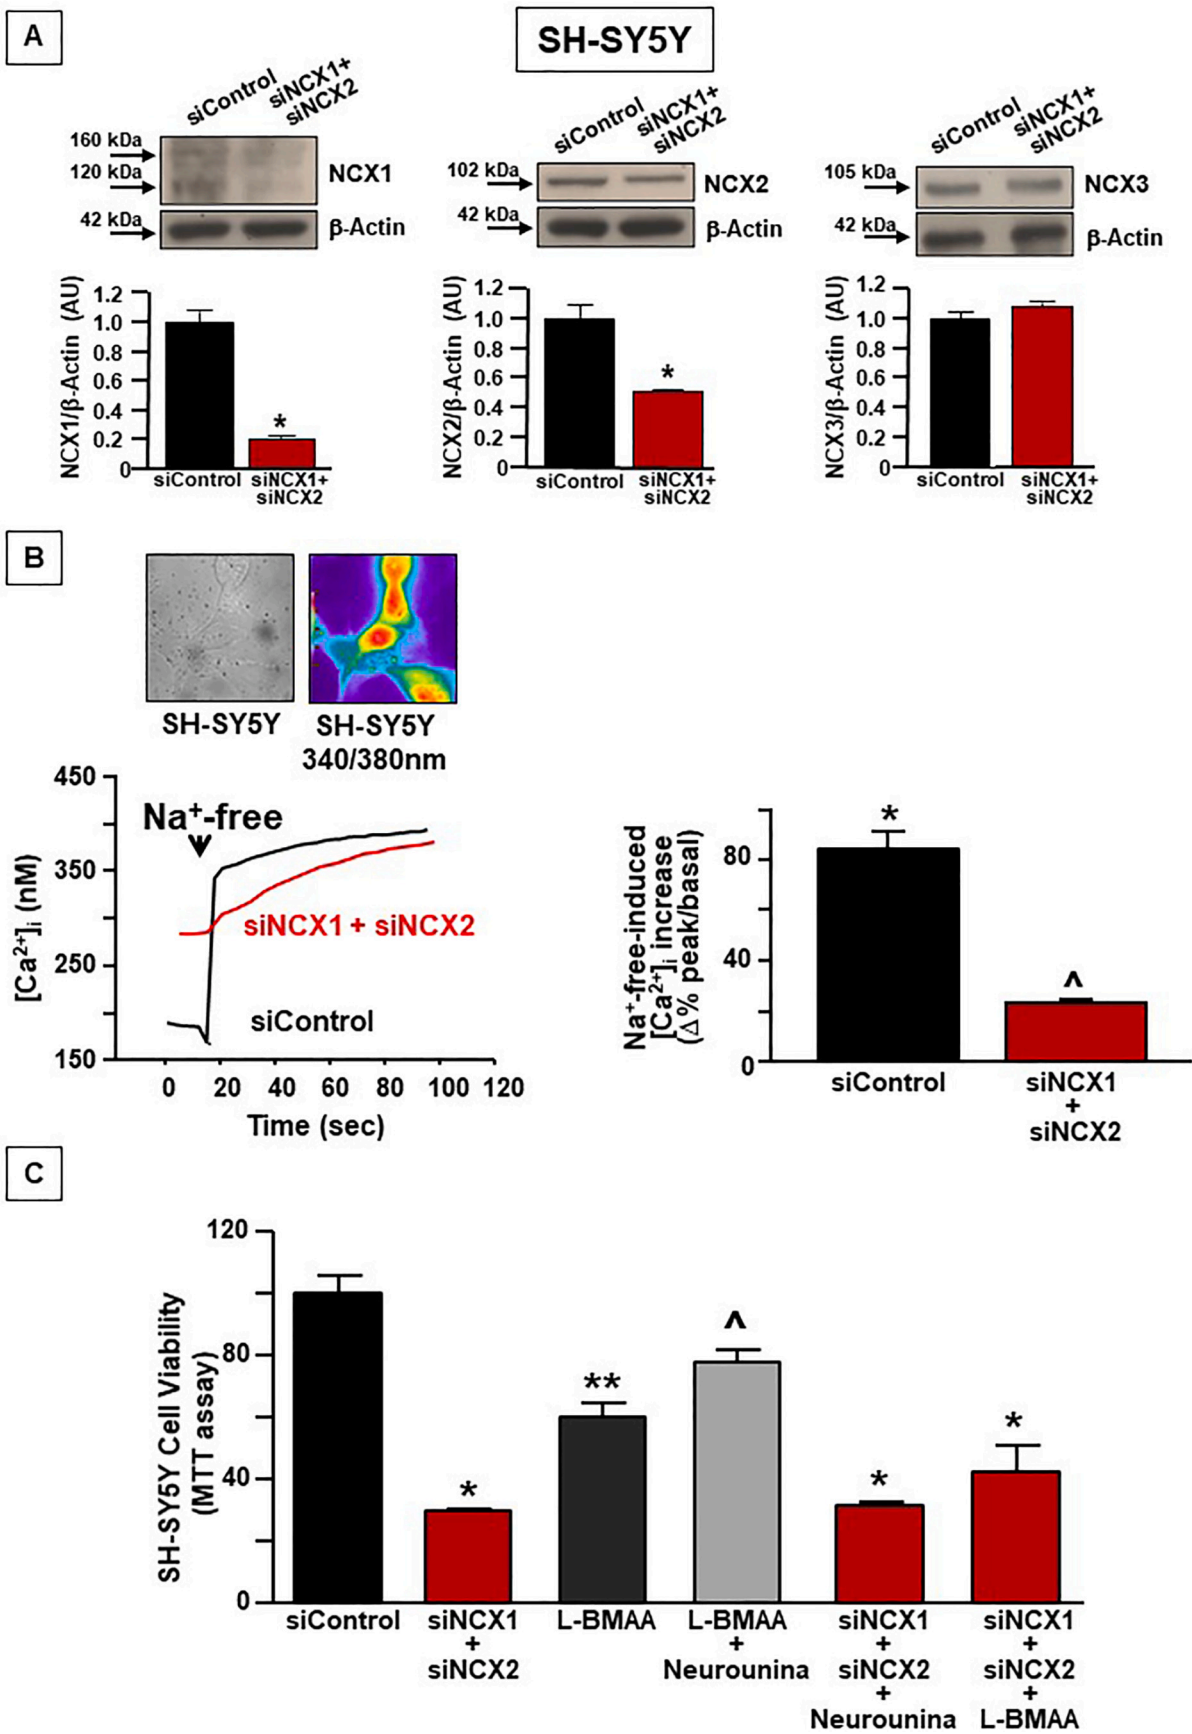 A
SH-SY5Y
siControl
siNCX1+
siNCX2
160 kDa
120 kDa
NCX1
42 kDa
β-Actin
siControl
siNCX1+
siNCX2
102 kDa
NCX2
42 kDa
β-Actin
siControl
siNCX1+
siNCX2
105 kDa
NCX3
42 kDa
β-Actin
NCX1/β-Actin (AU)
1.2
1.0
0.8
0.6
0.4
0.2
0
*
siControl
siNCX1+
siNCX2
NCX2/β-Actin (AU)
1.2
1.0
0.8
0.6
0.4
0.2
0
*
siControl
siNCX1+
siNCX2
NCX3/β-Actin (AU)
1.2
1.0
0.8
0.6
0.4
0.2
0
siControl
siNCX1+
siNCX2
B
SH-SY5Y
SH-SY5Y
340/380nm
[Ca²⁺]ᵢ (nM)
450
350
250
150
Na⁺-free
siNCX1 + siNCX2
siControl
0 20 40 60 80 100 120
Time (sec)
Na⁺-free-induced
[Ca²⁺]ᵢ increase
(Δ% peak/basal)
80
40
0
*
^
siControl
siNCX1
+
siNCX2
C
SH-SY5Y Cell Viability
(MTT assay)
120
80
40
0
*
**
^
*
*
siControl
siNCX1
+
siNCX2
L-BMAA
L-BMAA
+
Neurounina
siNCX1
+
siNCX2
+
Neurounina
siNCX1
+
siNCX2
+
L-BMAA